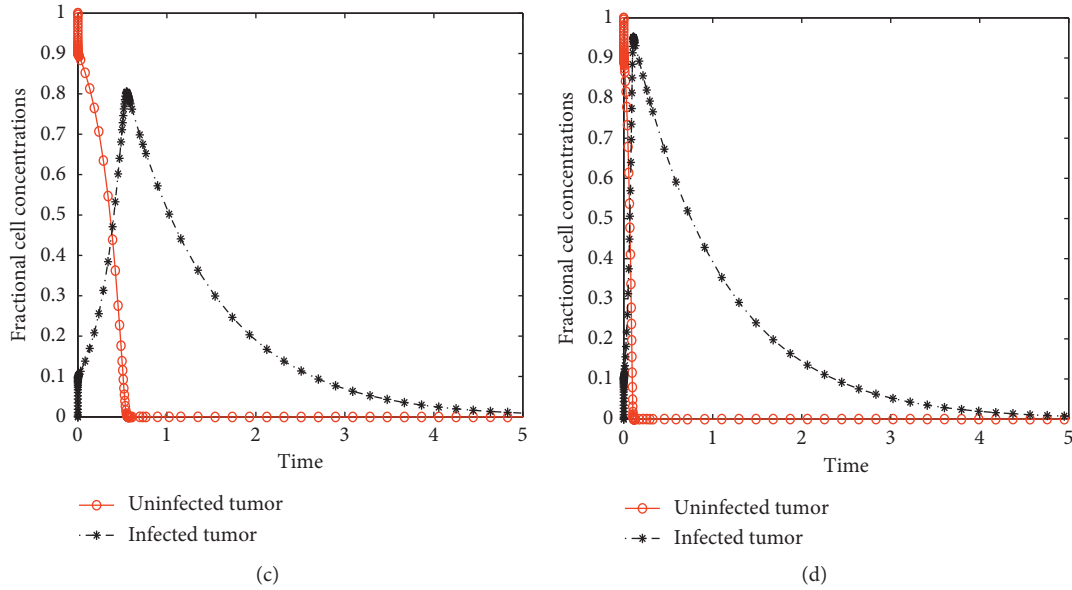 Fractional cell concentrations
1
0.9
0.8
0.7
0.6
0.5
0.4
0.3
0.2
0.1
0
0 1 2 3 4 5
Time
Uninfected tumor
Infected tumor
(c)
Fractional cell concentrations
1
0.9
0.8
0.7
0.6
0.5
0.4
0.3
0.2
0.1
0
0 1 2 3 4 5
Time
Uninfected tumor
Infected tumor
(d)